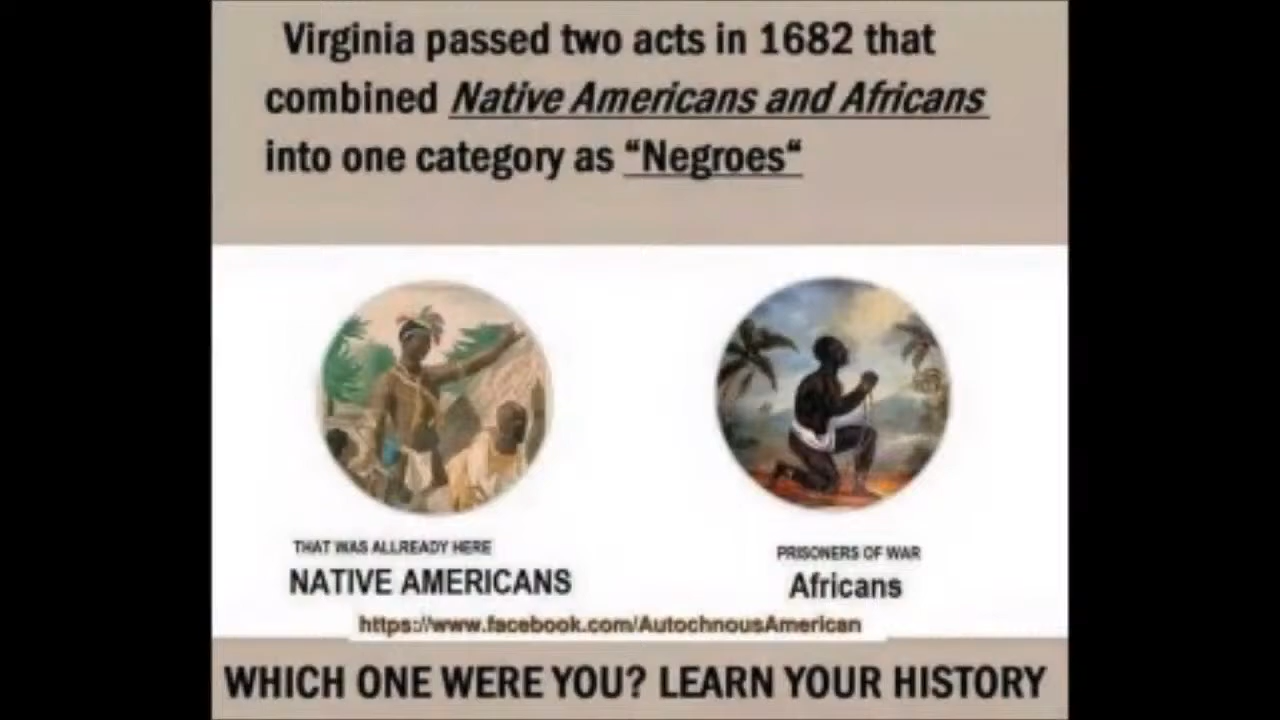 Virginia passed two acts in 1682 that
combined Native Americans and Africans
into one category as “Negroes“
THAT WAS ALLREADY HERE
NATIVE AMERICANS
PRISONERS OF WAR
Africans
https://www.facebook.com/AutochnousAmerican
WHICH ONE WERE YOU? LEARN YOUR HISTORY